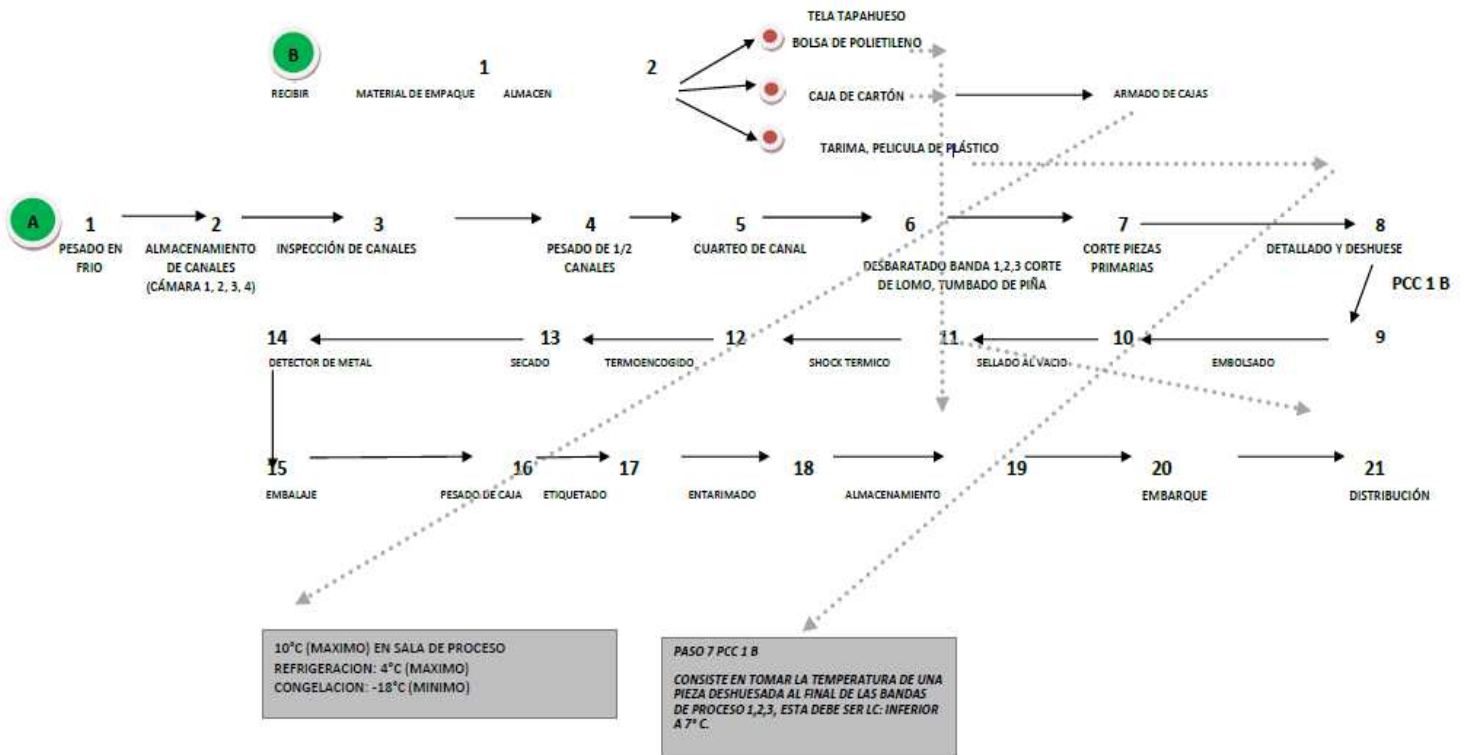 TELA TAPAHUESO
B
BOLSA DE POLIETILENO
1
2
RECIBIR
MATERIAL DE EMPAQUE
ALMACEN
CAJA DE CARTÓN
ARMADO DE CAJAS
TARIMA, PELICULA DE PLÁSTICO
A
1
2
3
4
5
6
7
8
PESADO EN
FRIO
ALMACENAMIENTO
DE CANALES
(CÁMARA 1, 2, 3, 4)
INSPECCIÓN DE CANALES
PESADO DE 1/2
CANALES
CUARTEO DE CANAL
DESBARATADO BANDA 1,2,3 CORTE
DE LOMO, TUMBADO DE PIÑA
CORTE PIEZAS
PRIMARIAS
DETALLADO Y DESHUESE
PCC 1 B
14
13
12
11
10
9
DETECTOR DE METAL
SECADO
TERMOENCOGIDO
SHOCK TERMICO
SELLADO AL VACIO
EMBOLSADO
15
16
17
18
19
20
21
EMBALAJE
PESADO DE CAJA
ETIQUETADO
ENTARIMADO
ALMACENAMIENTO
EMBARQUE
DISTRIBUCIÓN
10°C (MAXIMO) EN SALA DE PROCESO
REFRIGERACION: 4°C (MAXIMO)
CONGELACION: -18°C (MINIMO)
PASO 7 PCC 1 B
CONSISTE EN TOMAR LA TEMPERATURA DE UNA
PIEZA DESHUESADA AL FINAL DE LAS BANDAS
DE PROCESO 1,2,3, ESTA DEBE SER LC: INFERIOR
A 7° C.